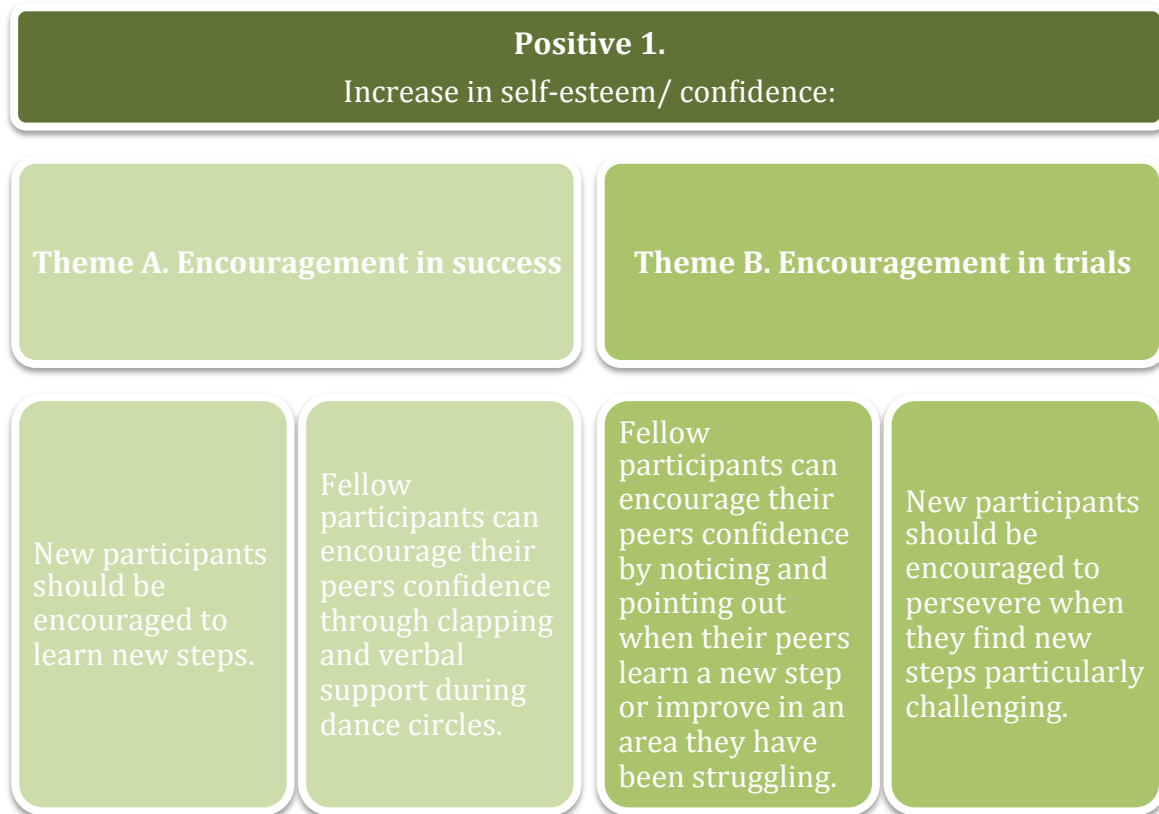 Positive 1.
Increase in self-esteem/ confidence:
Theme A. Encouragement in success
Theme B. Encouragement in trials
New participants
should be
encouraged to
learn new steps.
Fellow
participants can
encourage their
peers confidence
through clapping
and verbal
support during
dance circles.
Fellow
participants can
encourage their
peers confidence
by noticing and
pointing out
when their peers
learn a new step
or improve in an
area they have
been struggling.
New participants
should be
encouraged to
persevere when
they find new
steps particularly
challenging.